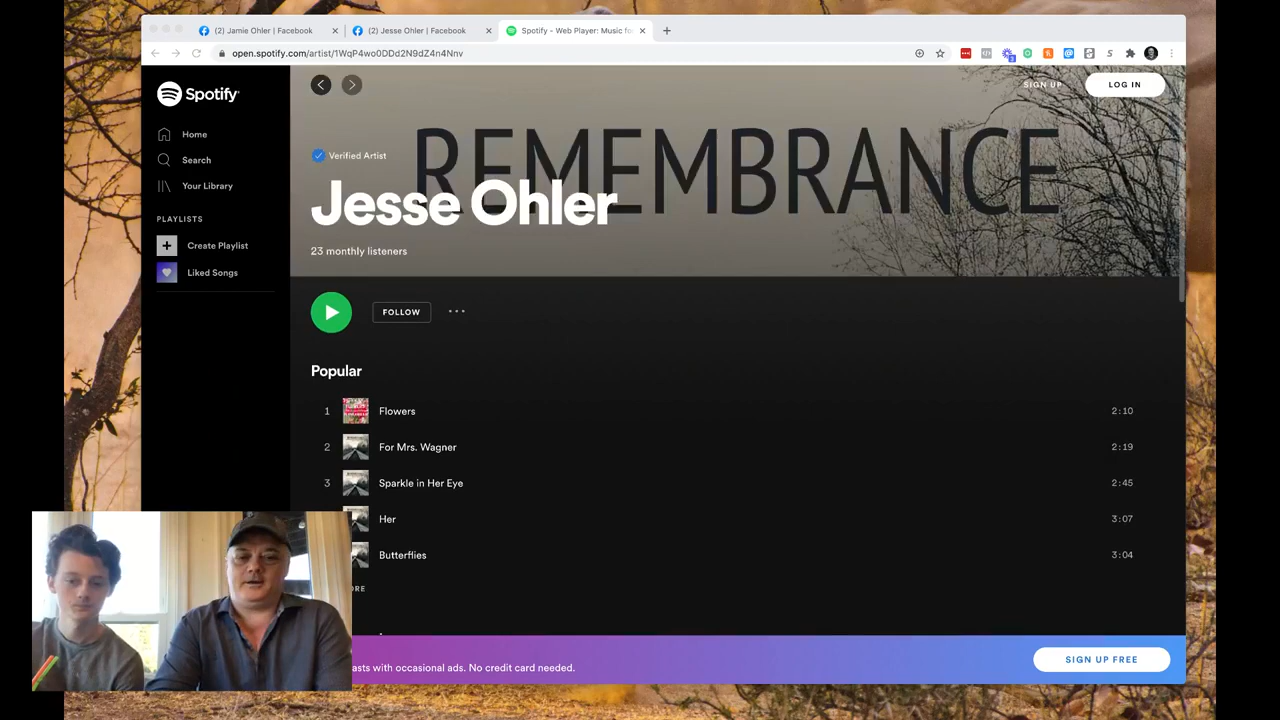 (2) Jamie Ohler | Facebook
(2) Jesse Ohler | Facebook
Spotify - Web Player: Music fo
open.spotify.com/artist/1WqP4wo0DDd2N9dZ4n4Nnv
Spotify
SIGN UP
LOG IN
Home
Search
Your Library
PLAYLISTS
Create Playlist
Liked Songs
REMEMBRANCE
Verified Artist
Jesse Ohler
23 monthly listeners
FOLLOW
Popular
1 Flowers 2:10
2 For Mrs. Wagner 2:19
3 Sparkle in Her Eye 2:45
Her 3:07
Butterflies 3:04
ORE
asts with occasional ads. No credit card needed.
SIGN UP FREE